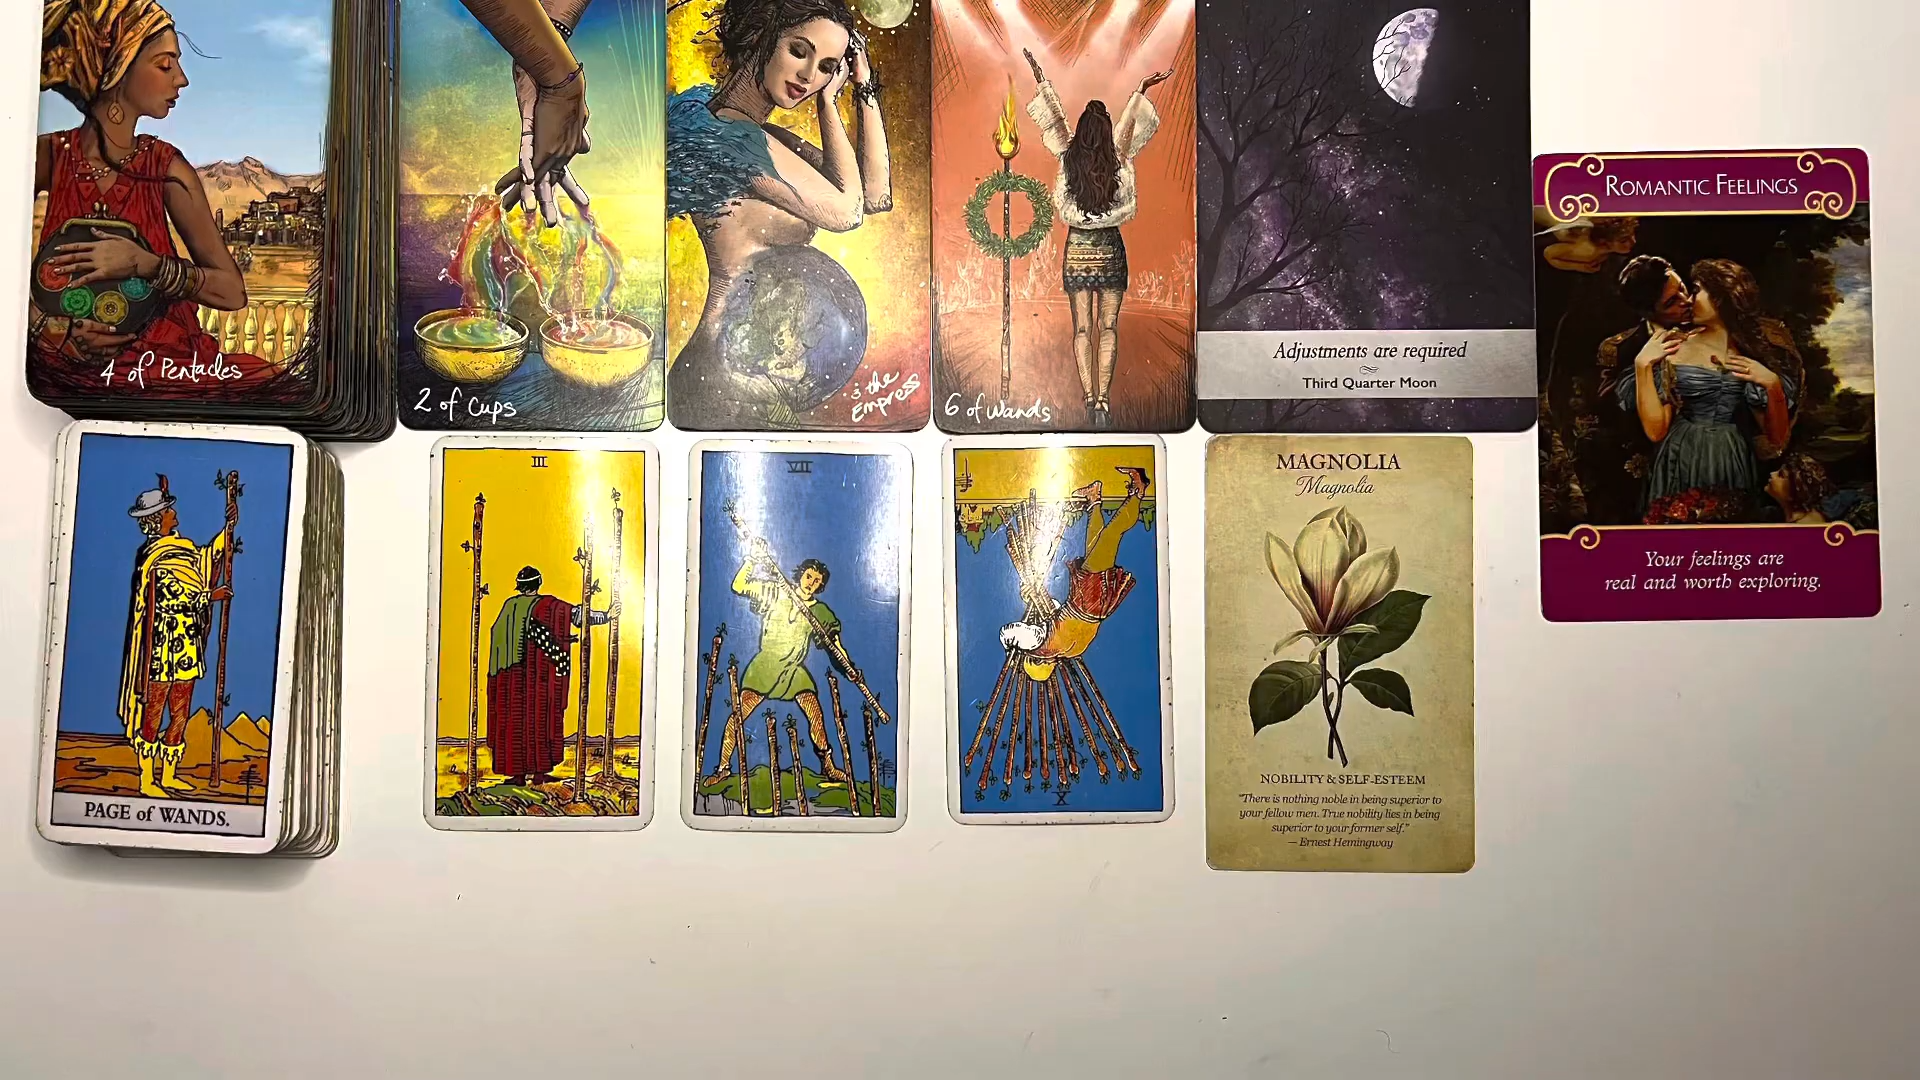 4 of Pentacles
2 of Cups
3: the
Empress
6 of Wands
Adjustments are required
Third Quarter Moon
ROMANTIC FEELINGS
Your feelings are
real and worth exploring.
PAGE of WANDS.
III
VII
X
MAGNOLIA
Magnolia
NOBILITY & SELF-ESTEEM
"There is nothing noble in being superior to
your fellow men. True nobility lies in being
superior to your former self."
— Ernest Hemingway